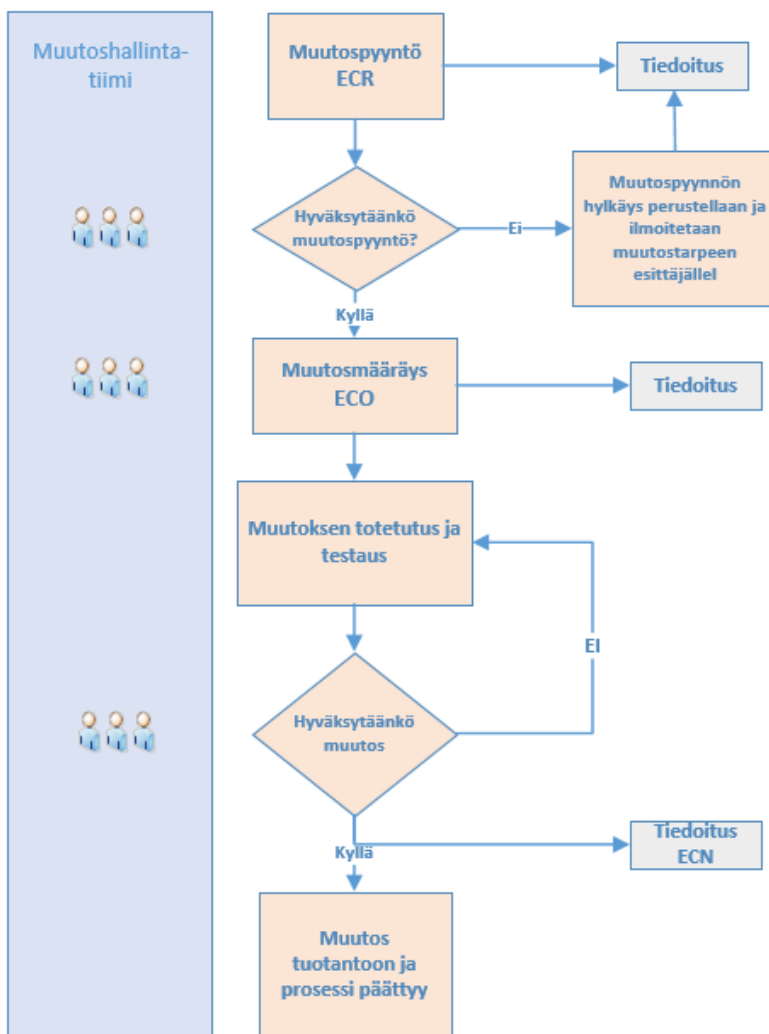 Muutoshallinta-
tiimi
Muutospyyntö
ECR
Tiedoitus
Hyväksytäänkö
muutospyyntö?
Ei
Muutospyynnön
hylkäys perustellaan ja
ilmoitetaan
muutostarpeen
esittäjällel
Kyllä
Muutosmääräys
ECO
Tiedoitus
Muutoksen totetutus ja
testaus
EI
Hyväksytäänkö
muutos
Tiedoitus
ECN
Kyllä
Muutos
tuotantoon ja
prosessi päättyy